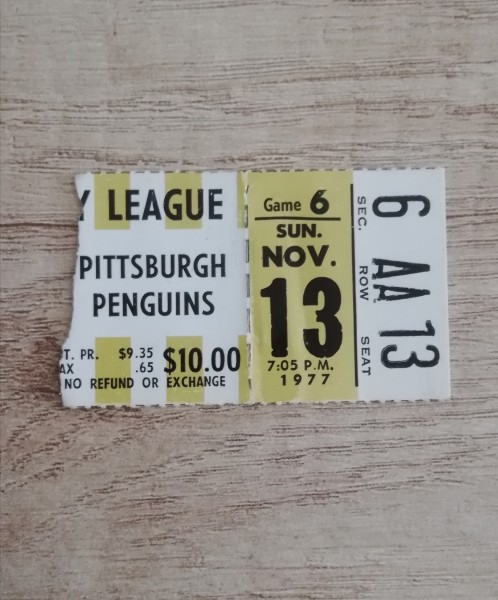 Y LEAGUE
PITTSBURGH
PENGUINS
T. PR. $9.35
AX .65 $10.00
NO REFUND OR EXCHANGE
Game 6
SUN.
NOV.
13
7:05 P.M.
1977
SEC. ROW SEAT
6 AA 13